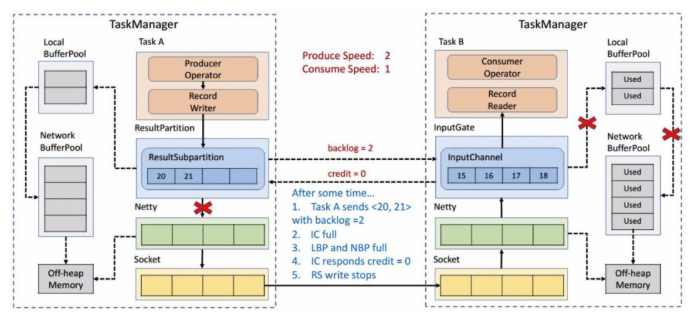 TaskManager
Local
BufferPool
Network
BufferPool
Off-heap
Memory
Task A
Producer
Operator
Record
Writer
ResultPartition
ResultSubpartition
20 21
Netty
Socket
Produce Speed: 2
Consume Speed: 1
backlog = 2
credit = 0
After some time...
1. Task A sends <20, 21>
with backlog =2
2. IC full
3. LBP and NBP full
4. IC responds credit = 0
5. RS write stops
TaskManager
Task B
Consumer
Operator
Record
Reader
InputGate
InputChannel
15 16 17 18
Netty
Socket
Local
BufferPool
Used
Used
Network
BufferPool
Used
Used
Used
Used
Off-heap
Memory